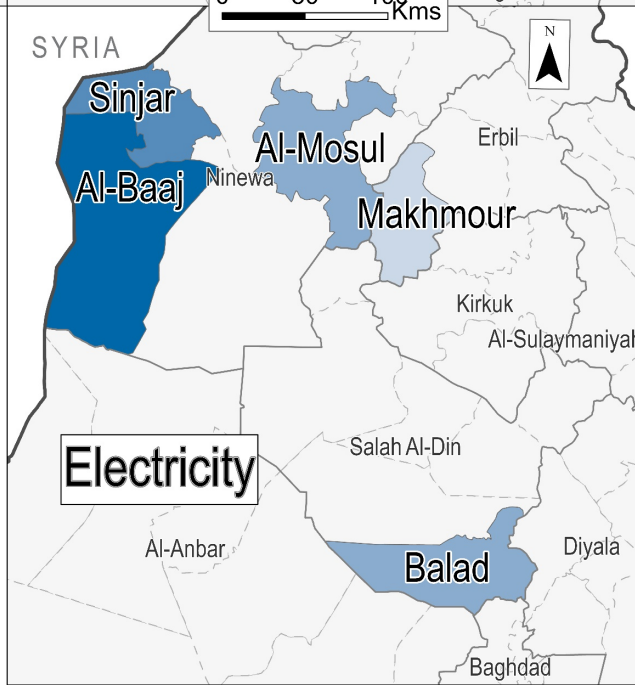 Kms
SYRIA
N
Sinjar
Erbil
Al-Mosul
Ninewa
Al-Baaj
Makhmour
Kirkuk
Al-Sulaymaniyah
Salah Al-Din
Electricity
Al-Anbar
Diyala
Balad
Baghdad